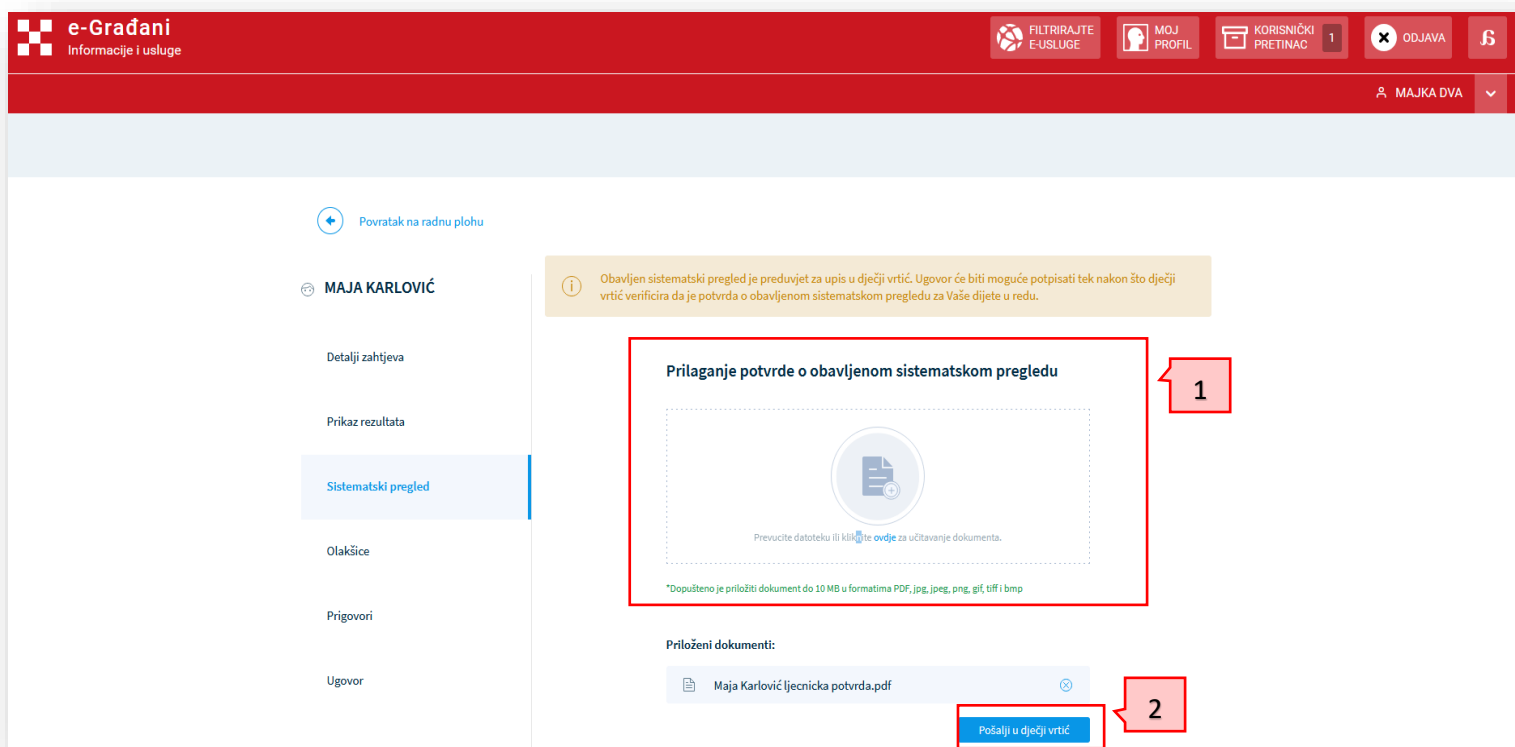 e-Građani
Informacije i usluge
FILTRIRAJTE
E-USLUGE
MOJ
PROFIL
KORISNIČKI
PRETINAC
1
ODJAVA
MAJKA DVA
Povratak na radnu plohu
MAJA KARLOVIĆ
Detalji zahtjeva
Prikaz rezultata
Sistematski pregled
Olakšice
Prigovori
Ugovor
Obavljen sistematski pregled je preduvjet za upis u dječji vrtić. Ugovor će biti moguće potpisati tek nakon što dječji
vrtić verificira da je potvrda o obavljenom sistematskom pregledu za Vaše dijete u redu.
Prilaganje potvrde o obavljenom sistematskom pregledu
1
Prevucite datoteku ili kliknite ovdje za učitavanje dokumenta.
*Dopušteno je priložiti dokument do 10 MB u formatima PDF, jpg, jpeg, png, gif, tiff i bmp
Priloženi dokumenti:
Maja Karlović ljecnicka potvrda.pdf
2
Pošalji u dječji vrtić